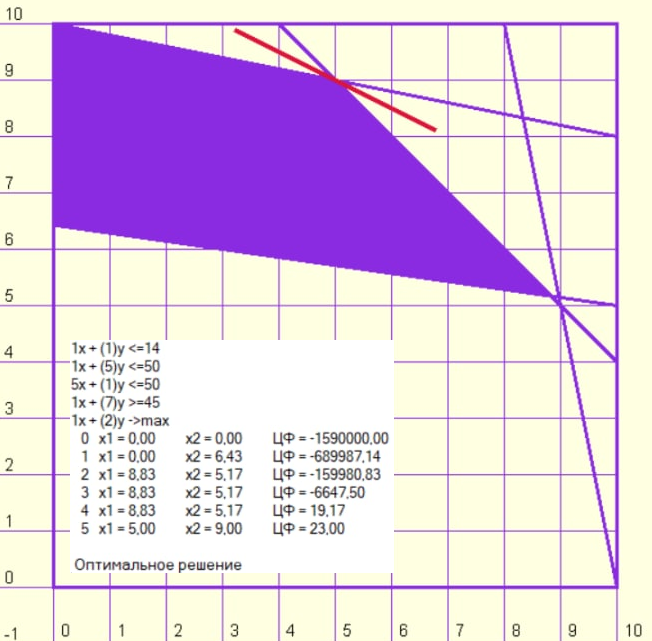 10
9
8
7
6
5
4
3
2
1
0
-1
1x + (1)y <=14
1x + (5)y <=50
5x + (1)y <=50
1x + (7)y >=45
1x + (2)y ->max
0 x1 = 0,00 x2 = 0,00 ЦФ = -1590000,00
1 x1 = 0,00 x2 = 6,43 ЦФ = -689987,14
2 x1 = 8,83 x2 = 5,17 ЦФ = -159980,83
3 x1 = 8,83 x2 = 5,17 ЦФ = -6647,50
4 x1 = 8,83 x2 = 5,17 ЦФ = 19,17
5 x1 = 5,00 x2 = 9,00 ЦФ = 23,00
Оптимальное решение
0 1 2 3 4 5 6 7 8 9 10